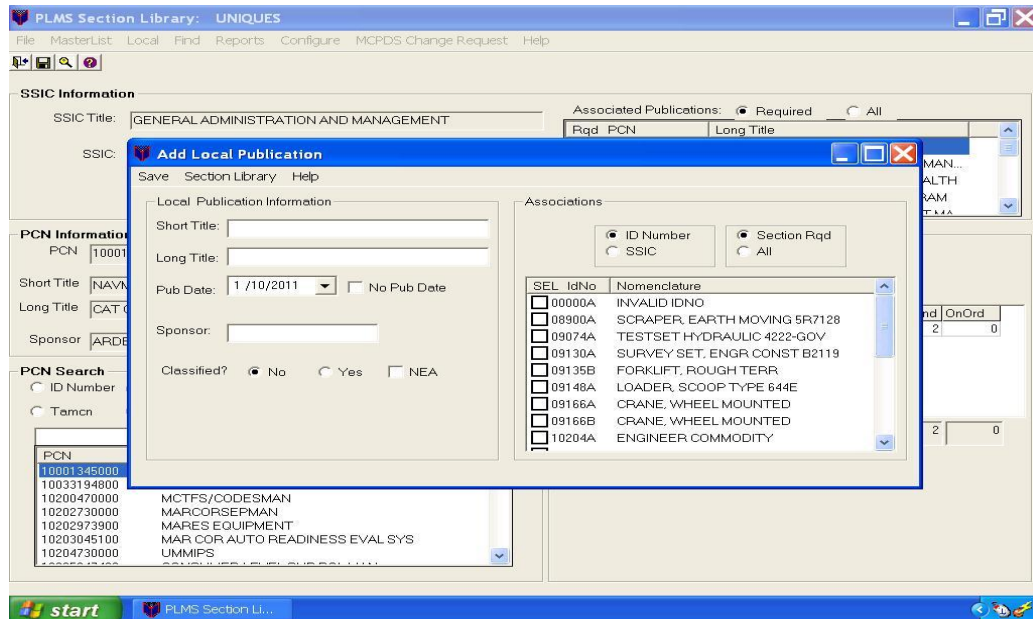 PLMS Section Library: UNIQUES
File MasterList Local Find Reports Configure MCPDS Change Request Help
SSIC Information
SSIC Title: GENERAL ADMINISTRATION AND MANAGEMENT
SSIC:
Associated Publications: Required All
Rqd PCN Long Title
MAN...
ALTH
RAM
PCN Information
PCN 10001
Short Title NAVM
Long Title CAT
Sponsor ARDE
nd OnOrd
2 0
2 0
PCN Search
ID Number
Tamcn
PCN
10001345000
10033194800
10200470000 MCTFS/CODESMAN
10202730000 MARCORSEPMAN
10202973900 MARES EQUIPMENT
10203045100 MAR COR AUTO READINESS EVAL SYS
10204730000 UMMIPS
Add Local Publication
Save Section Library Help
Local Publication Information
Short Title:
Long Title:
Pub Date: 1 /10/2011 No Pub Date
Sponsor:
Classified? No Yes NEA
Associations
ID Number Section Rqd
SSIC All
SEL IdNo Nomenclature
00000A INVALID IDNO
08900A SCRAPER, EARTH MOVING 5R7128
09074A TESTSET HYDRAULIC 4222-GOV
09130A SURVEY SET, ENGR CONST B2119
09135B FORKLIFT, ROUGH TERR
09148A LOADER, SCOOP TYPE 644E
09166A CRANE, WHEEL MOUNTED
09166B CRANE, WHEEL MOUNTED
10204A ENGINEER COMMODITY
start PLMS Section Li...